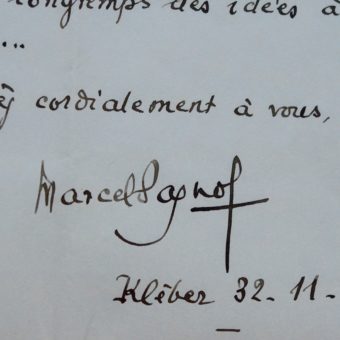 longtemps des idées à
...
cordialement à vous,
Marcel Pagnol
Kléber 32-11-